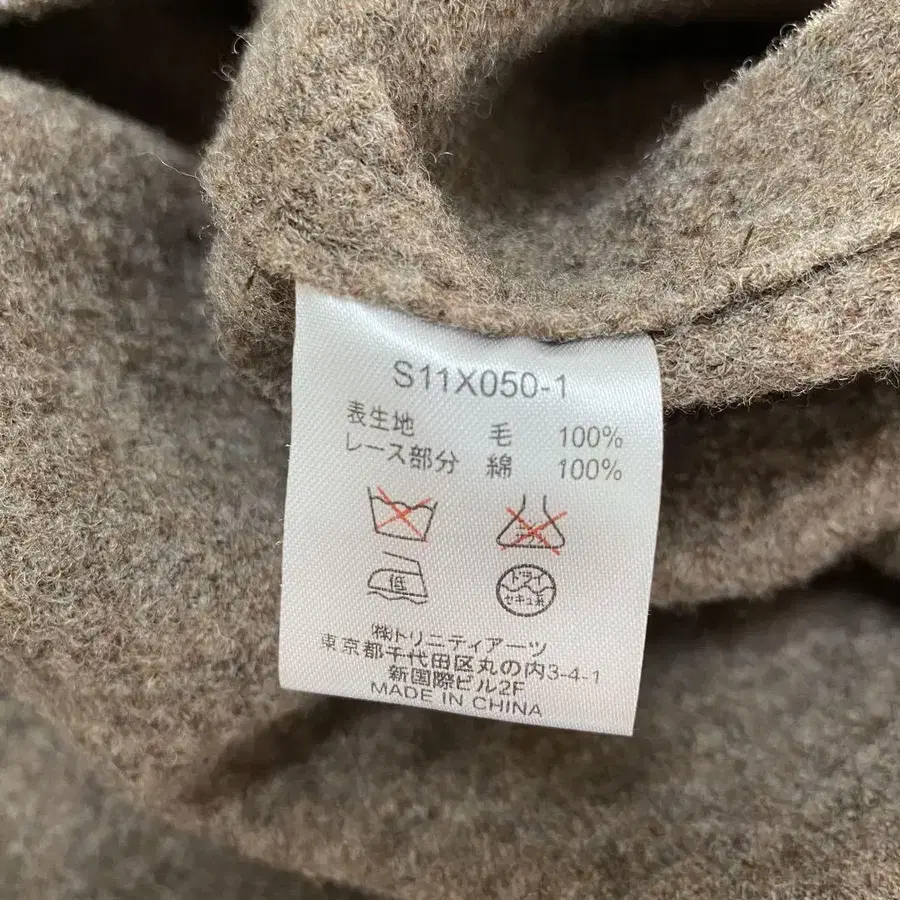 S11X050-1
表生地 毛 100%
レース部分 綿 100%
低
ドライ
セキユ系
㈱トリニティアーツ
東京都千代田区丸の内3-4-1
新国際ビル2F
MADE IN CHINA